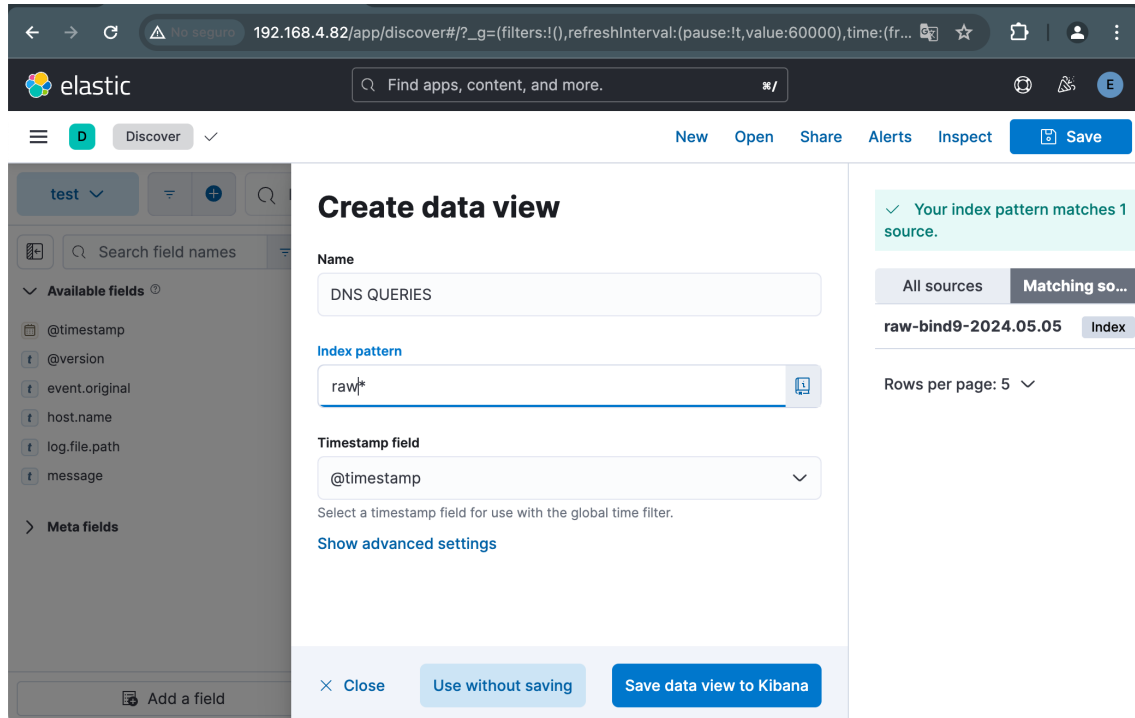 No seguro 192.168.4.82/app/discover#/?_g=(filters:!(),refreshInterval:(pause:!t,value:60000),time:(fr...
elastic
Find apps, content, and more.
⌘/
E
D
Discover
New
Open
Share
Alerts
Inspect
Save
test
Search field names
Available fields
@timestamp
t @version
t event.original
t host.name
t log.file.path
t message
Meta fields
Add a field
Create data view
Name
DNS QUERIES
Index pattern
raw*
Timestamp field
@timestamp
Select a timestamp field for use with the global time filter.
Show advanced settings
Close
Use without saving
Save data view to Kibana
Your index pattern matches 1
source.
All sources
Matching so...
raw-bind9-2024.05.05 Index
Rows per page: 5